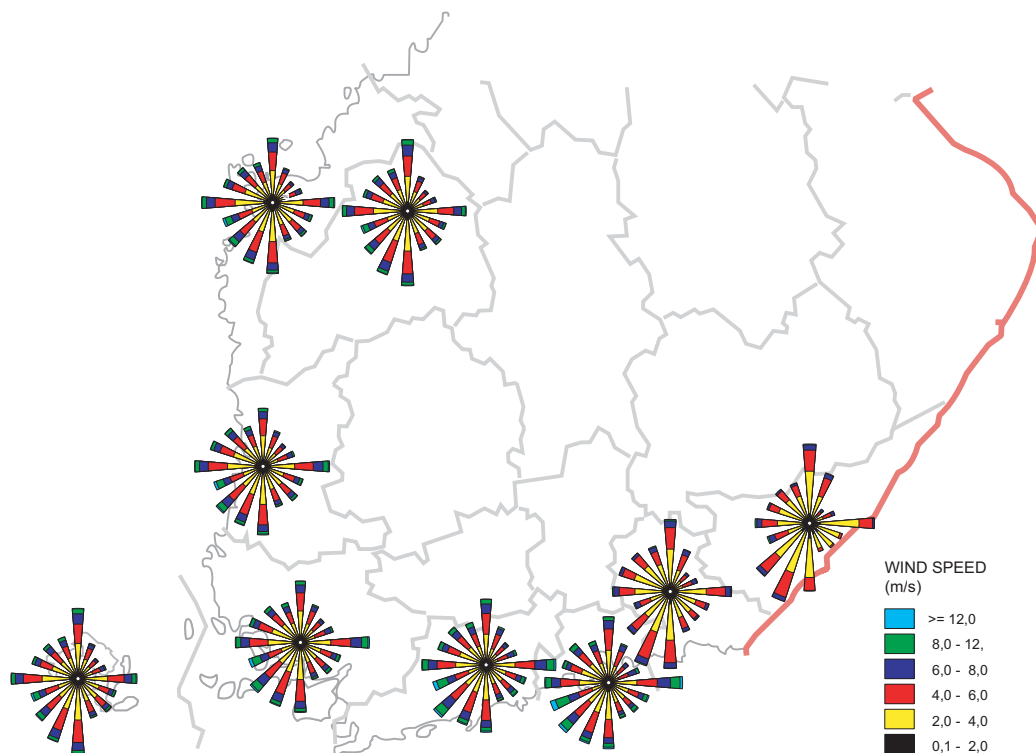 WIND SPEED
(m/s)
>= 12,0
8,0 - 12,
6,0 - 8,0
4,0 - 6,0
2,0 - 4,0
0,1 - 2,0